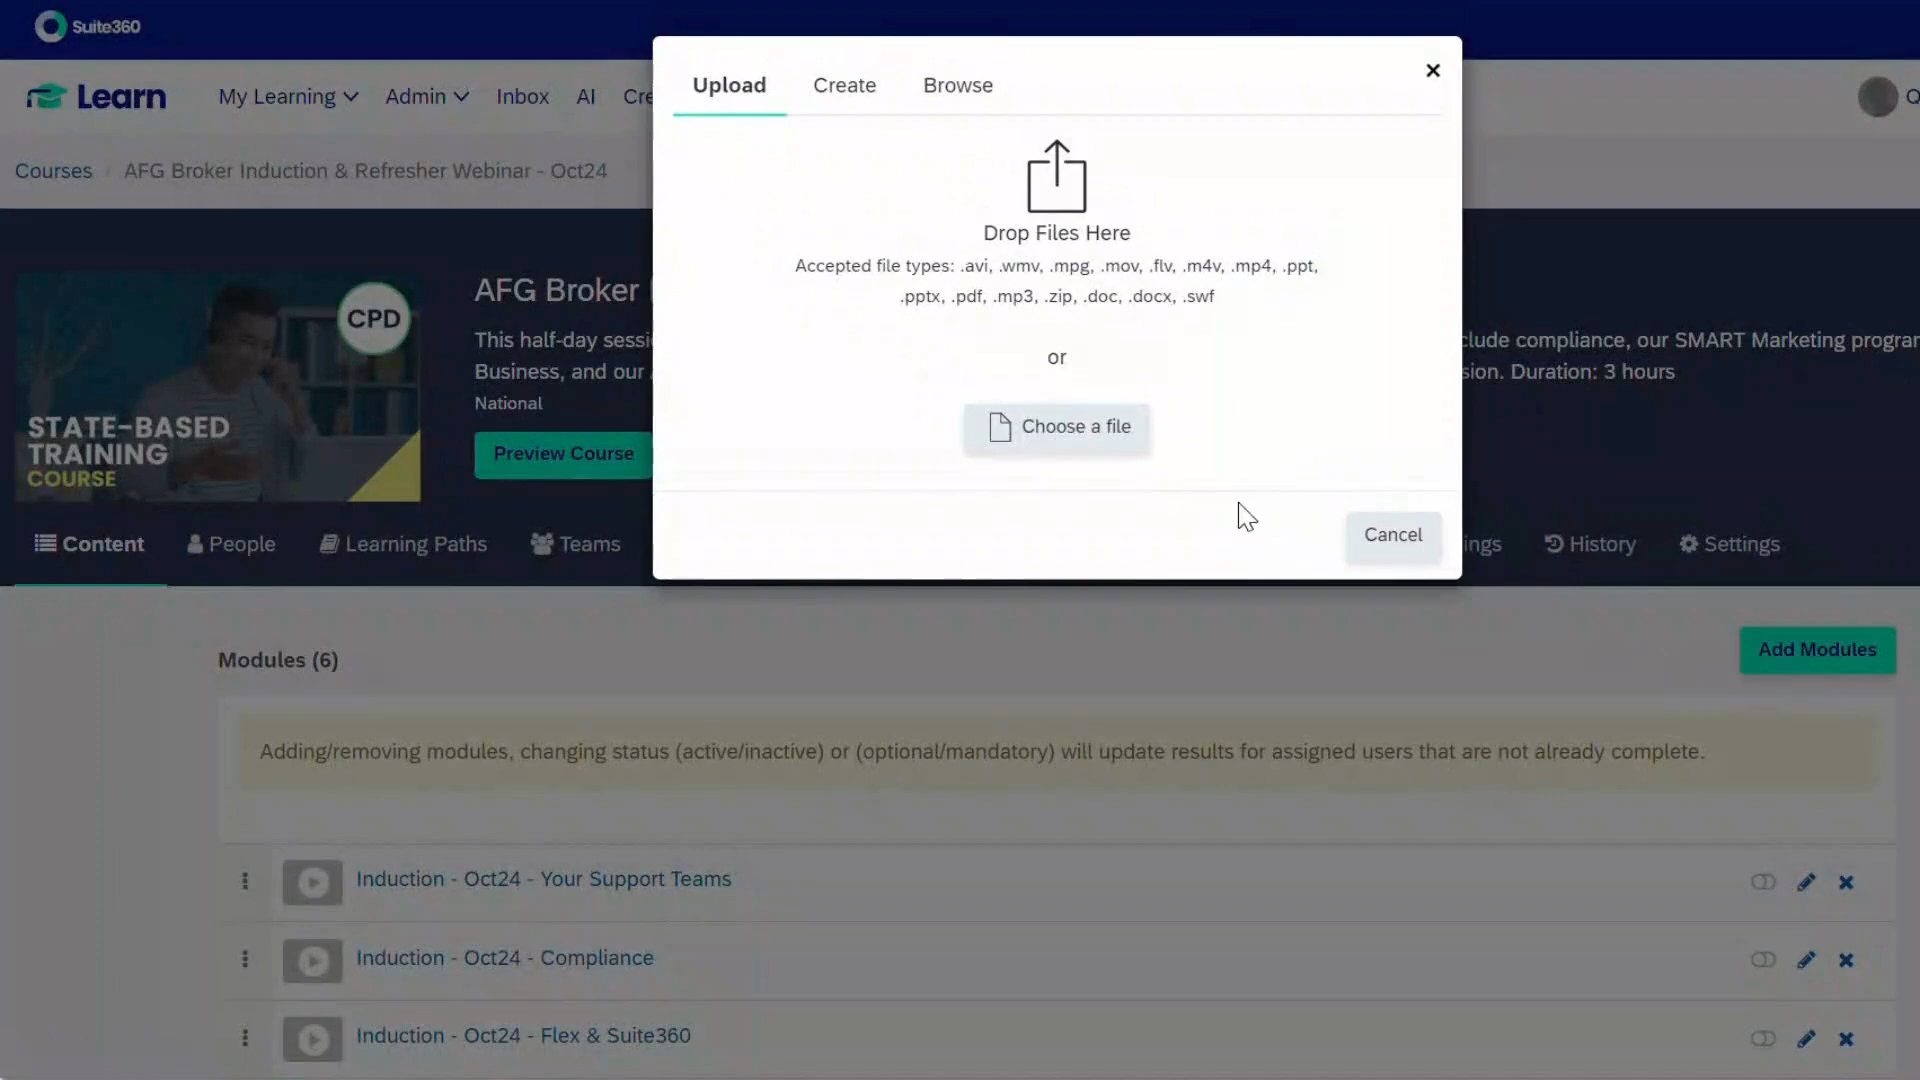 Suite360
Learn
My Learning
Admin
Inbox
AI
Courses
AFG Broker Induction & Refresher Webinar - Oct24
Upload
Create
Browse
Drop Files Here
Accepted file types: .avi, .wmv, .mpg, .mov, .flv, .m4v, .mp4, .ppt,
.pptx, .pdf, .mp3, .zip, .doc, .docx, .swf
or
Choose a file
Cancel
CPD
STATE-BASED
TRAINING
COURSE
AFG Broker
This half-day sessi
clude compliance, our SMART Marketing program
Business, and our
sion. Duration: 3 hours
National
Preview Course
Content
People
Learning Paths
Teams
ings
History
Settings
Modules (6)
Add Modules
Adding/removing modules, changing status (active/inactive) or (optional/mandatory) will update results for assigned users that are not already complete.
Induction - Oct24 - Your Support Teams
Induction - Oct24 - Compliance
Induction - Oct24 - Flex & Suite360